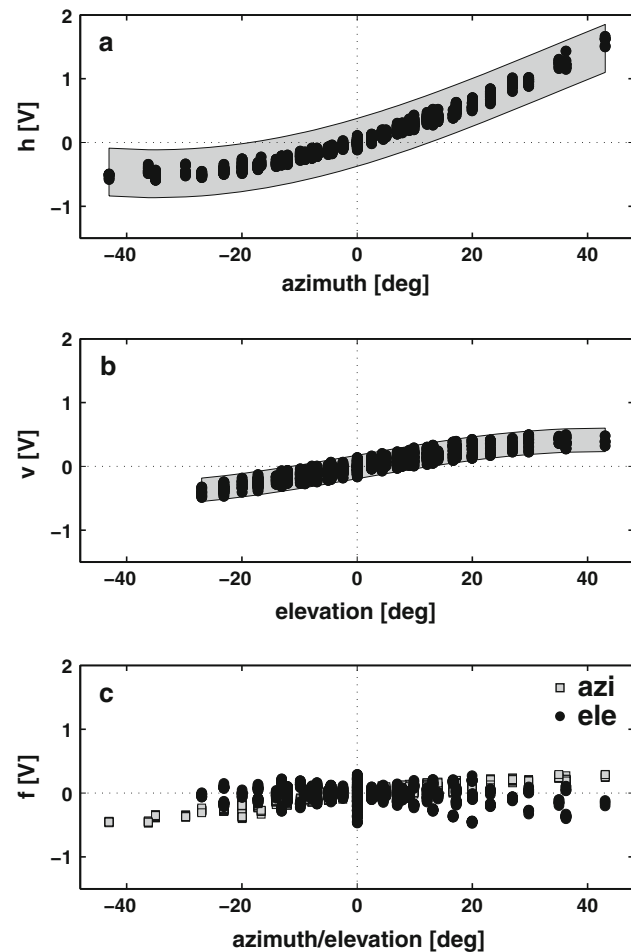 a
2
1
0
−1
h [V]
−40 −20 0 20 40
azimuth [deg]
b
2
1
0
−1
v [V]
−40 −20 0 20 40
elevation [deg]
c
azi
ele
2
1
0
−1
f [V]
−40 −20 0 20 40
azimuth/elevation [deg]